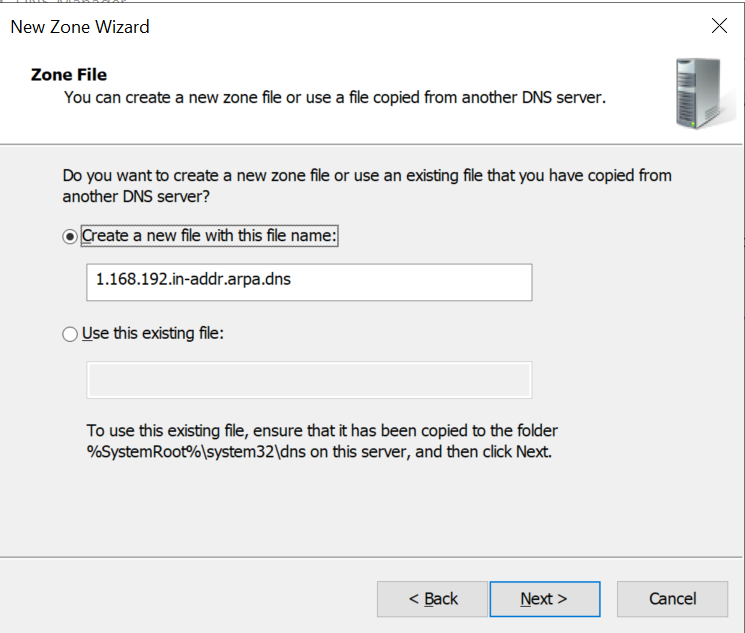 New Zone Wizard
Zone File
You can create a new zone file or use a file copied from another DNS server.
Do you want to create a new zone file or use an existing file that you have copied from
another DNS server?
Create a new file with this file name:
1.168.192.in-addr.arpa.dns
Use this existing file:
To use this existing file, ensure that it has been copied to the folder
%SystemRoot%\system32\dns on this server, and then click Next.
< Back
Next >
Cancel